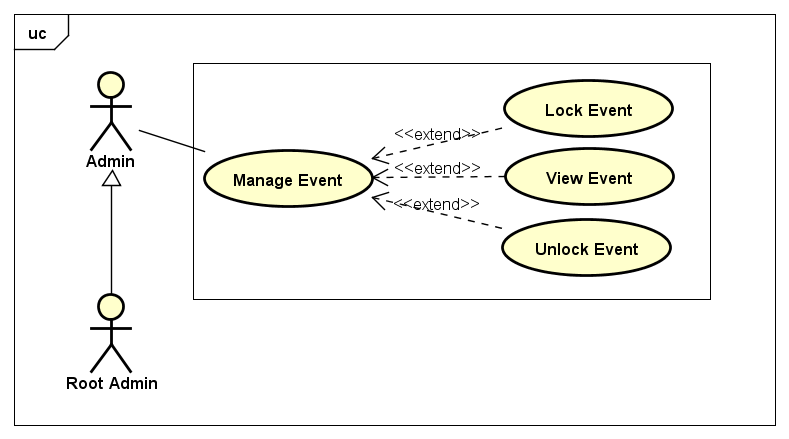 uc
Lock Event
<<extend>>
Admin
<<extend>>
Manage Event
View Event
<<extend>>
Unlock Event
Root Admin